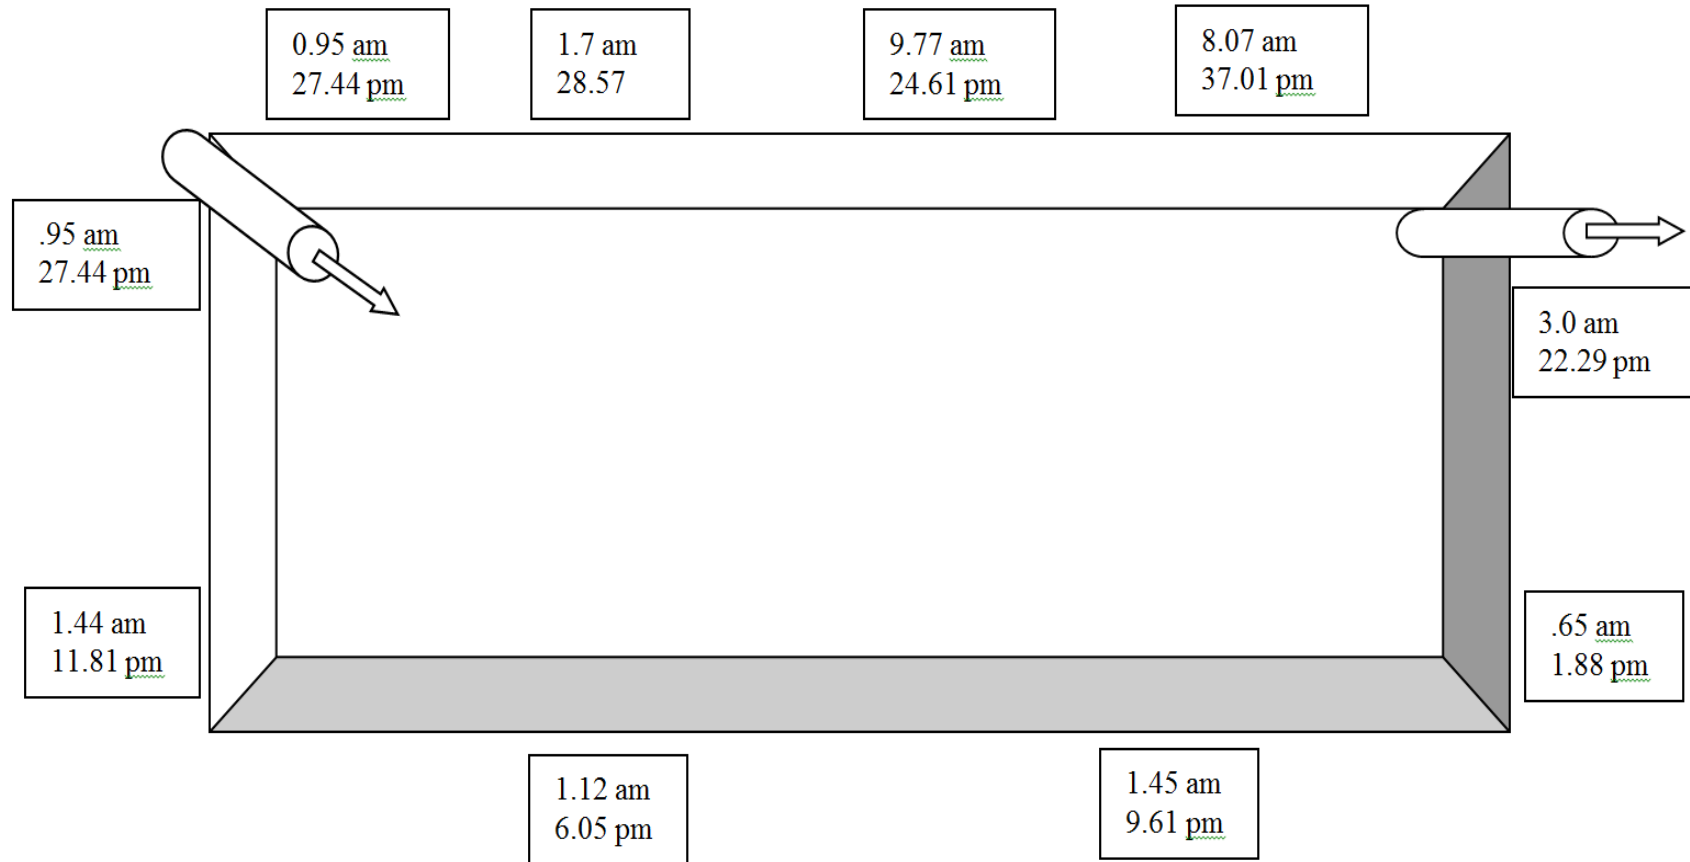 0.95 am
27.44 pm
1.7 am
28.57
9.77 am
24.61 pm
8.07 am
37.01 pm
.95 am
27.44 pm
3.0 am
22.29 pm
1.44 am
11.81 pm
.65 am
1.88 pm
1.12 am
6.05 pm
1.45 am
9.61 pm